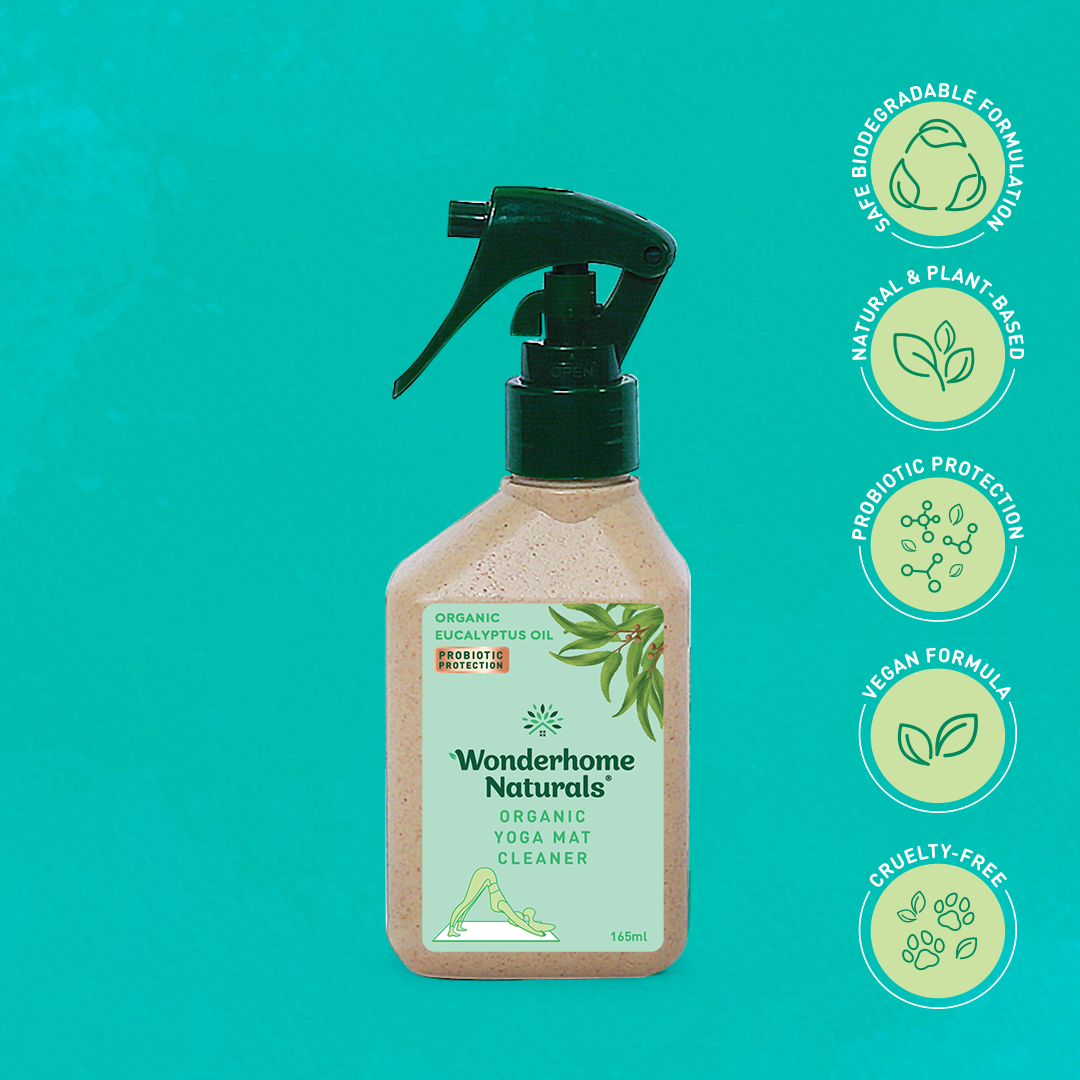 SAFE BIODEGRADABLE FORMULATION
NATURAL & PLANT-BASED
PROBIOTIC PROTECTION
VEGAN FORMULA
CRUELTY-FREE
OPEN
ORGANIC
EUCALYPTUS OIL
PROBIOTIC
PROTECTION
Wonderhome
Naturals®
ORGANIC
YOGA MAT
CLEANER
165ml